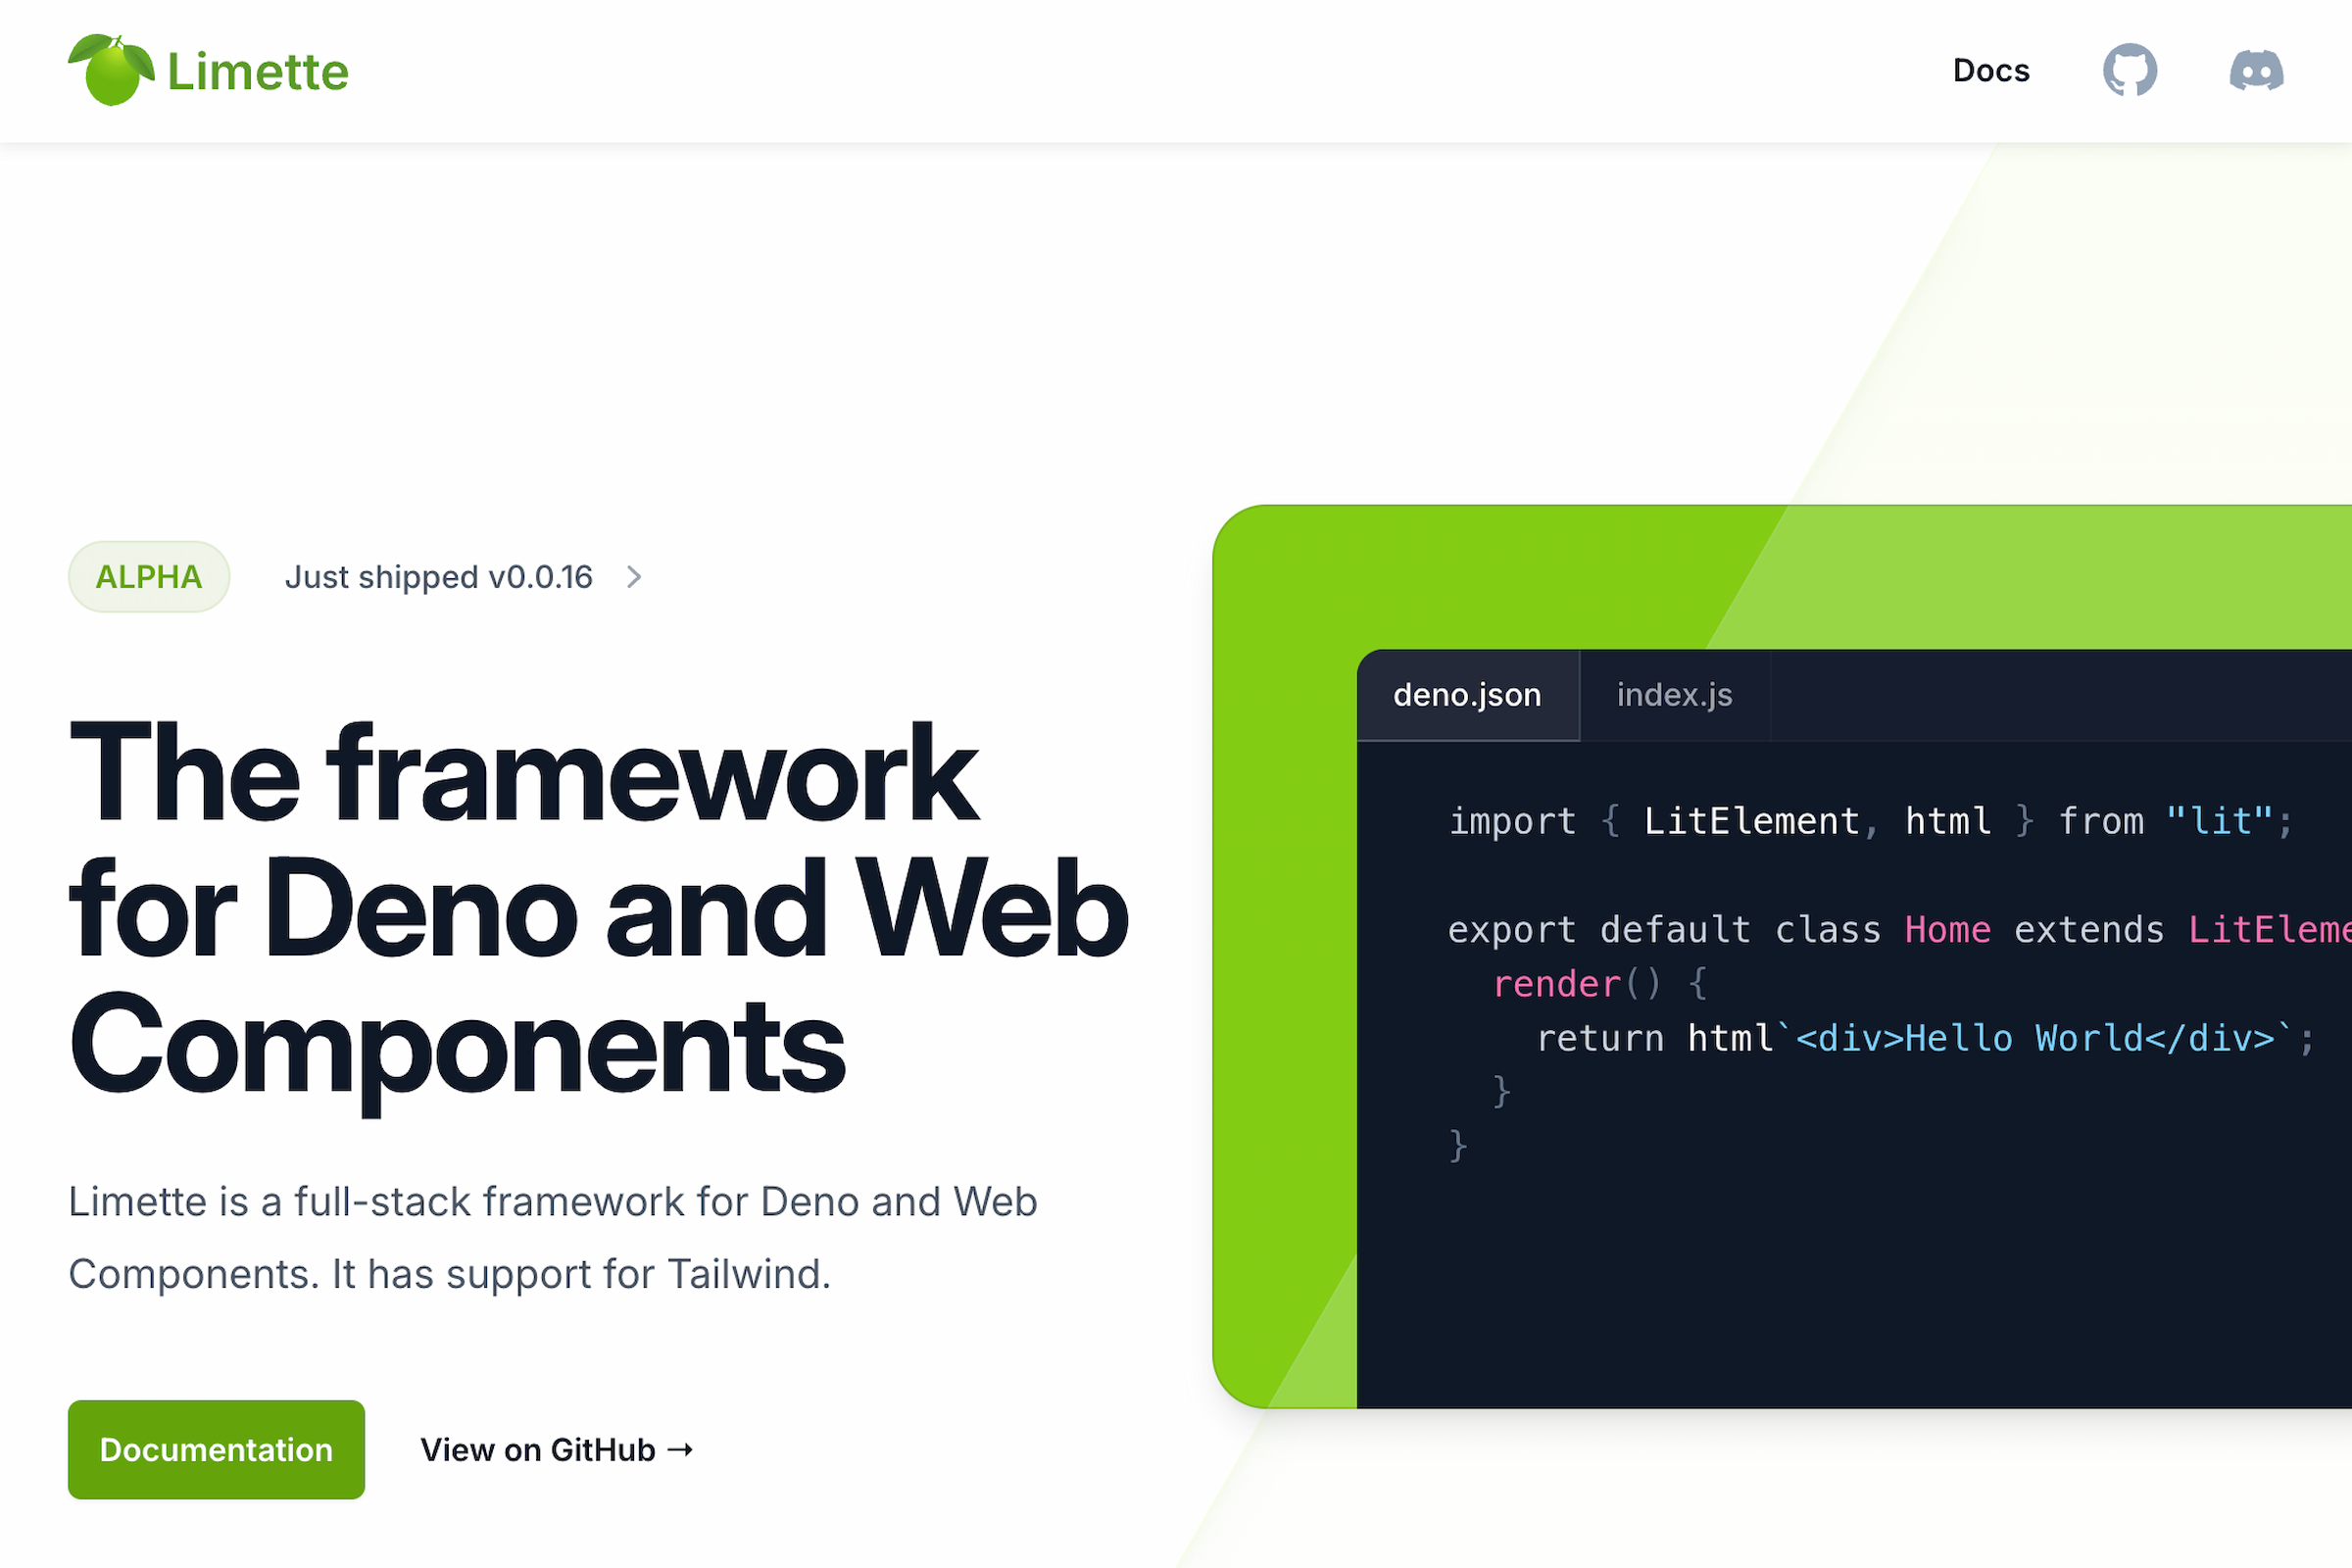 Limette
Docs
ALPHA
Just shipped v0.0.16
The framework
for Deno and Web
Components
Limette is a full-stack framework for Deno and Web
Components. It has support for Tailwind.
Documentation
View on GitHub →
deno.json
index.js
import { LitElement, html } from "lit";
export default class Home extends LitEleme
render() {
return html`<div>Hello World</div>`;
}
}